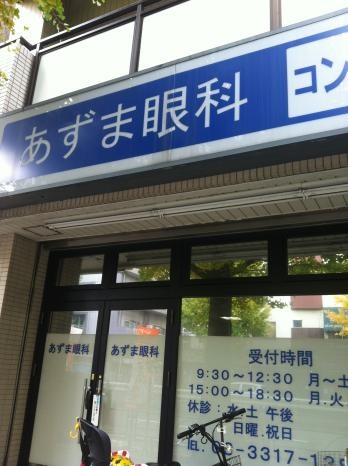 あずま眼科
コン
あずま眼科
あずま眼科
受付時間
9:30～12:30 月～土
15:00～18:30 月.火
休診：水.土 午後
日曜.祝日
-3317-1